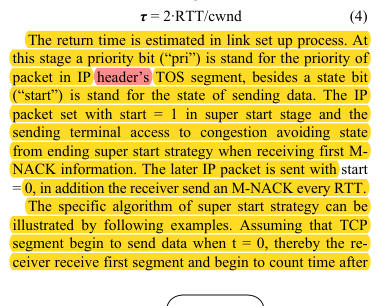 τ = 2·RTT/cwnd (4)
The return time is estimated in link set up process. At
this stage a priority bit (“pri”) is stand for the priority of
packet in IP header’s TOS segment, besides a state bit
(“start”) is stand for the state of sending data. The IP
packet set with start = 1 in super start stage and the
sending terminal access to congestion avoiding state
from ending super start strategy when receiving first M-
NACK information. The later IP packet is sent with start
= 0, in addition the receiver send an M-NACK every RTT.
The specific algorithm of super start strategy can be
illustrated by following examples. Assuming that TCP
segment begin to send data when t = 0, thereby the re-
ceiver receive first segment and begin to count time after